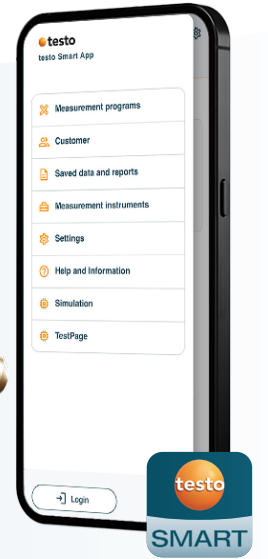 testo
testo Smart App
Measurement programs
Customer
Saved data and reports
Measurement instruments
Settings
Help and Information
Simulation
TestPage
Login
testo
SMART